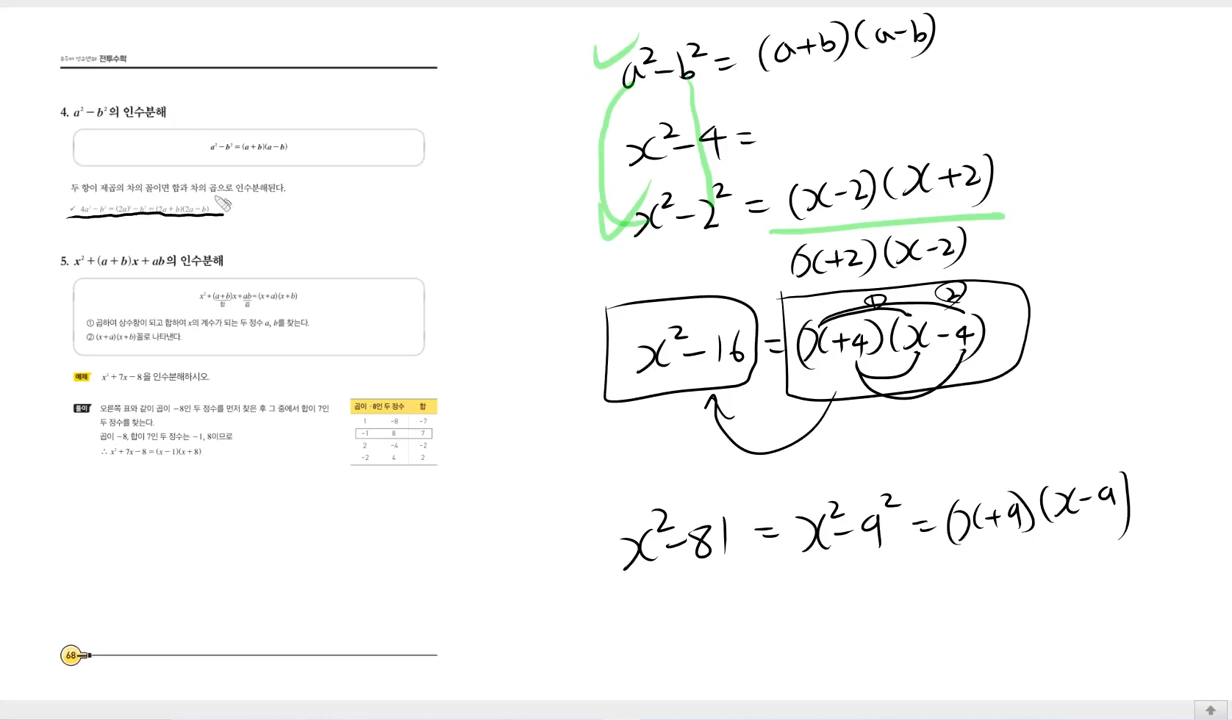 전투수학
4. a² − b²의 인수분해
a² − b² = (a + b)(a − b)
두 항이 제곱의 차의 꼴이면 합과 차의 곱으로 인수분해된다.
✓ 4a² − b² = (2a)² − b² = (2a + b)(2a − b)
5. x² + (a + b)x + ab의 인수분해
x² + (a+b)x + ab = (x+a)(x+b)
합 곱
① 곱하여 상수항이 되고 합하여 x의 계수가 되는 두 정수 a, b를 찾는다.
② (x+a)(x+b)꼴로 나타낸다.
예제 x² + 7x − 8을 인수분해하시오.
풀이 오른쪽 표와 같이 곱이 −8인 두 정수를 먼저 찾은 후 그 중에서 합이 7인
두 정수를 찾는다.
곱이 −8, 합이 7인 두 정수는 −1, 8이므로
∴ x² + 7x − 8 = (x − 1)(x + 8)
곱이 −8인 두 정수 합
1 −8 −7
−1 8 7
2 −4 −2
−2 4 2
68
a² − b² = (a+b)(a−b)
x² − 4 =
x² − 2² = (x−2)(x+2)
(x+2)(x−2)
① ②
x² − 16 = (x+4)(x−4)
x² − 81 = x² − 9² = (x+9)(x−9)